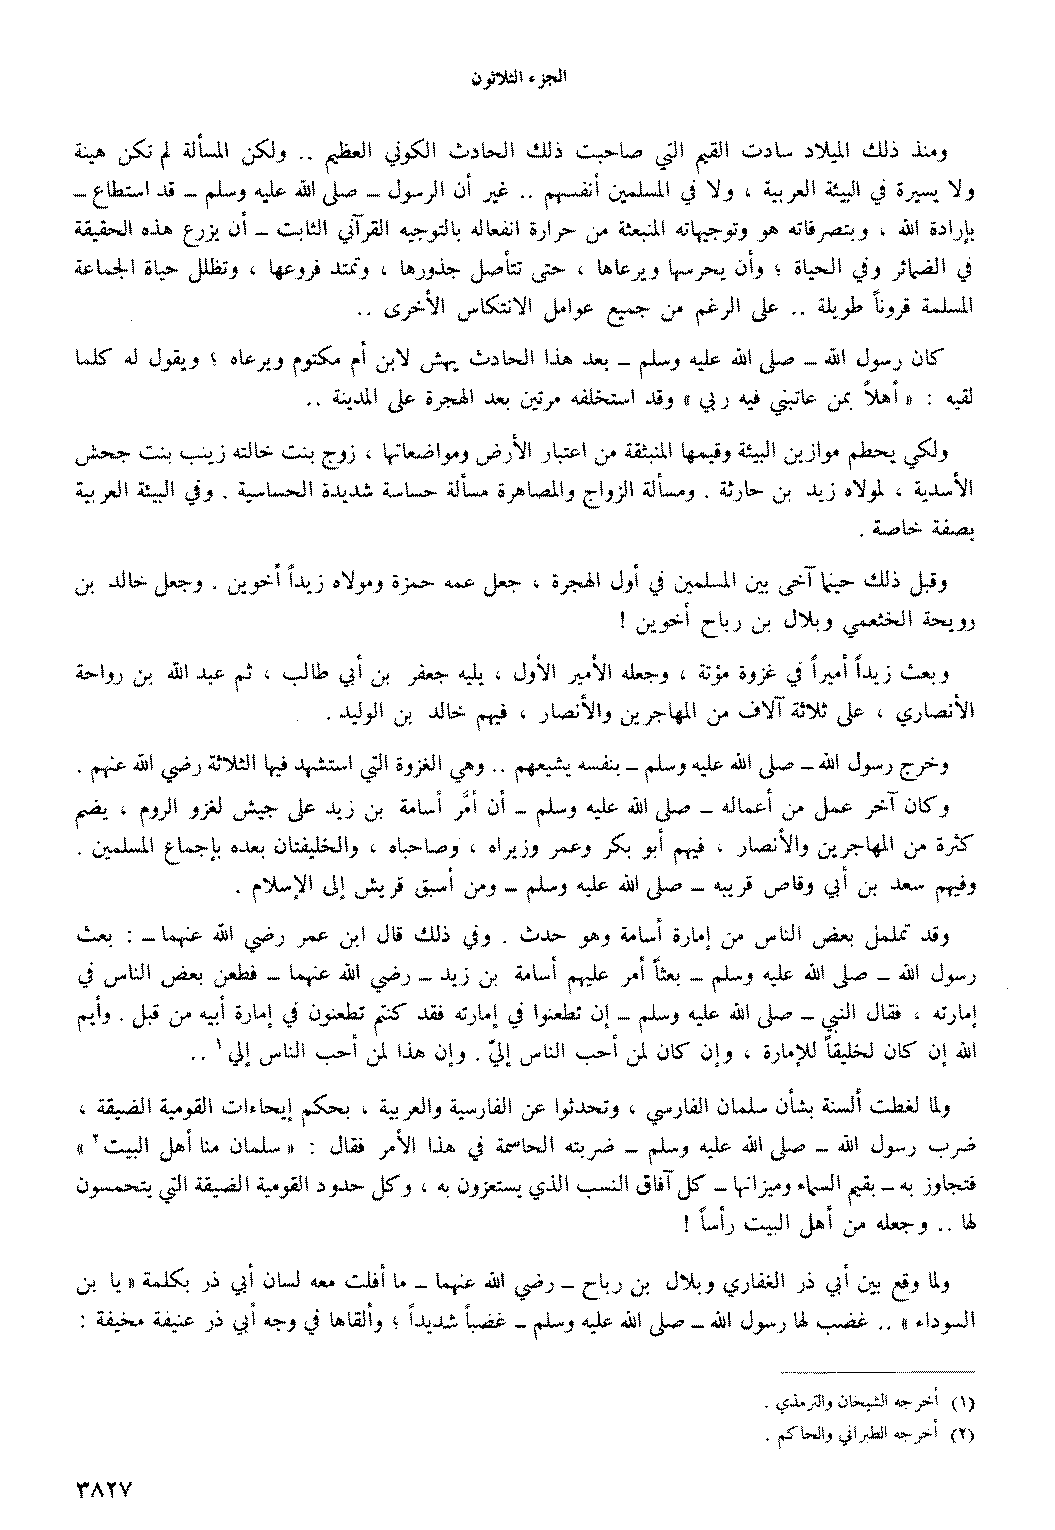 الجزء الثلاثون
ومنذ ذلك الميلاد سادت القيم التي صاحبت ذلك الحادث الكوني العظيم .. ولكن المسألة لم تكن هينة
ولا يسيرة في البيئة العربية ، ولا في المسلمين أنفسهم .. غير أن الرسول – صلى الله عليه وسلم – قد استطاع –
بإرادة الله ، وبتصرفاته هو وتوجيهاته المنبعثة من حرارة انفعاله بالتوجيه القرآني الثابت – أن يزرع هذه الحقيقة
في الضمائر وفي الحياة ؛ وأن يحرسها ويرعاها ، حتى تتأصل جذورها ، وتمتد فروعها ، وتظلل حياة الجماعة
المسلمة قروناً طويلة .. على الرغم من جميع عوامل الانتكاس الأخرى ..
كان رسول الله – صلى الله عليه وسلم – بعد هذا الحادث يهش لابن أم مكتوم ويرعاه ؛ ويقول له كلما
لقيه : « أهلاً بمن عاتبني فيه ربي » وقد استخلفه مرتين بعد الهجرة على المدينة ..
ولكي يحطم موازين البيئة وقيمها المنبثقة من اعتبار الأرض ومواضعاتها ، زوج بنت خالته زينب بنت جحش
الأسدية ، لمولاه زيد بن حارثة . ومسألة الزواج والمصاهرة مسألة حساسة شديدة الحساسية . وفي البيئة العربية
بصفة خاصة .
وقبل ذلك حينما آخى بين المسلمين في أول الهجرة ، جعل عمه حمزة ومولاه زيداً أخوين . وجعل خالد بن
رويحة الخثعمي وبلال بن رباح أخوين !
وبعث زيداً أميراً في غزوة مؤتة ، وجعله الأمير الأول ، يليه جعفر بن أبي طالب ، ثم عبد الله بن رواحة
الأنصاري ، على ثلاثة آلاف من المهاجرين والأنصار ، فيهم خالد بن الوليد.
وخرج رسول الله – صلى الله عليه وسلم – بنفسه يشيعهم .. وهي الغزوة التي استشهد فيها الثلاثة رضي الله عنهم .
وكان آخر عمل من أعماله – صلى الله عليه وسلم – أن أمَّر أسامة بن زيد على جيش لغزو الروم ، يضم
كثرة من المهاجرين والأنصار ، فيهم أبو بكر وعمر وزيراه ، وصاحباه ، والخليفتان بعده بإجماع المسلمين .
وفيهم سعد بن أبي وقاص قريبه – صلى الله عليه وسلم – ومن أسبق قريش إلى الإسلام .
وقد تململ بعض الناس من إمارة أسامة وهو حدث . وفي ذلك قال ابن عمر رضي الله عنهما – : بعث
رسول الله – صلى الله عليه وسلم – بعثاً أمر عليهم أسامة بن زيد – رضي الله عنهما – فطعن بعض الناس في
إمارته ، فقال النبي – صلى الله عليه وسلم – إن تطعنوا في إمارته فقد كنتم تطعنون في إمارة أبيه من قبل . وأيم
الله إن كان لخليقاً للإمارة ، وإن كان لمن أحب الناس إليّ . وإن هذا لمن أحب الناس إلي ١ ..
ولما لغطت ألسنة بشأن سلمان الفارسي ، وتحدثوا عن الفارسية والعربية ، بحكم إيحاءات القومية الضيقة ،
ضرب رسول الله – صلى الله عليه وسلم – ضربته الحاسمة في هذا الأمر فقال : « سلمان منا أهل البيت ٢ »
فتجاوز به – بقيم السماء وميزانها – كل آفاق النسب الذي يستعزون به ، وكل حدود القومية الضيقة التي يتحمسون
لها .. وجعله من أهل البيت رأساً !
ولما وقع بين أبي ذر الغفاري وبلال بن رباح – رضي الله عنهما – ما أفلت معه لسان أبي ذر بكلمة « يا بن
السوداء » .. غضب لها رسول الله – صلى الله عليه وسلم – غضباً شديداً ؛ وألقاها في وجه أبي ذر عنيفة مخيفة :
(١) أخرجه الشيخان والترمذي .
(٢) أخرجه الطبراني والحاكم .
٣٨٢٧